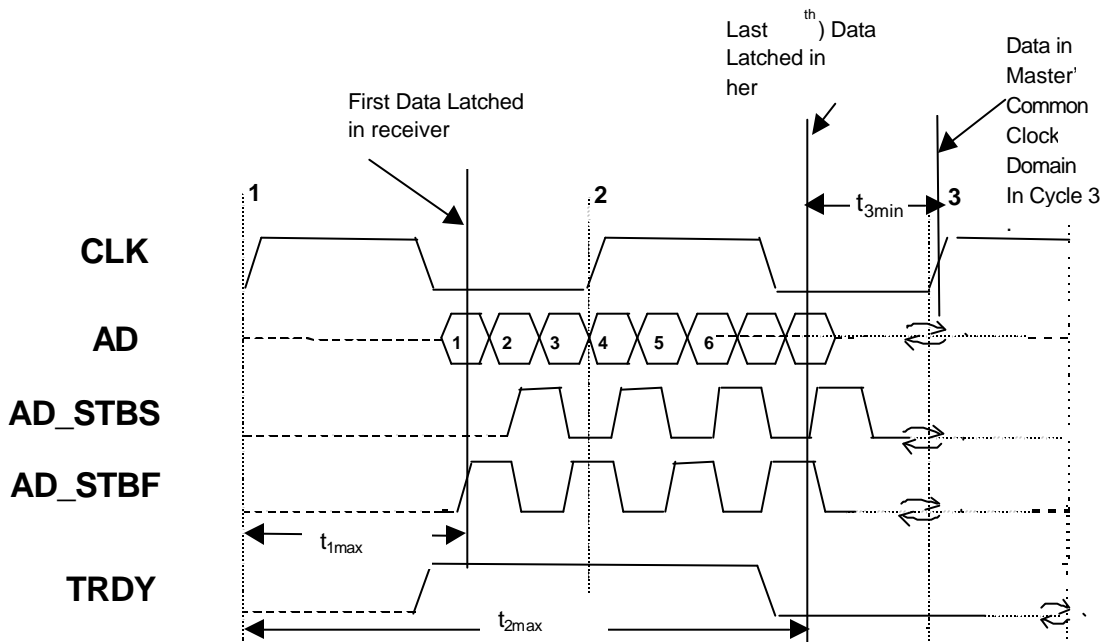 Last th) Data
Latched in
her
Data in
Master'
Common
Clock
Domain
In Cycle 3
.
First Data Latched
in receiver
1
2
3
t3min
CLK
AD
1 2 3 4 5 6
AD_STBS
AD_STBF
t1max
TRDY
t2max